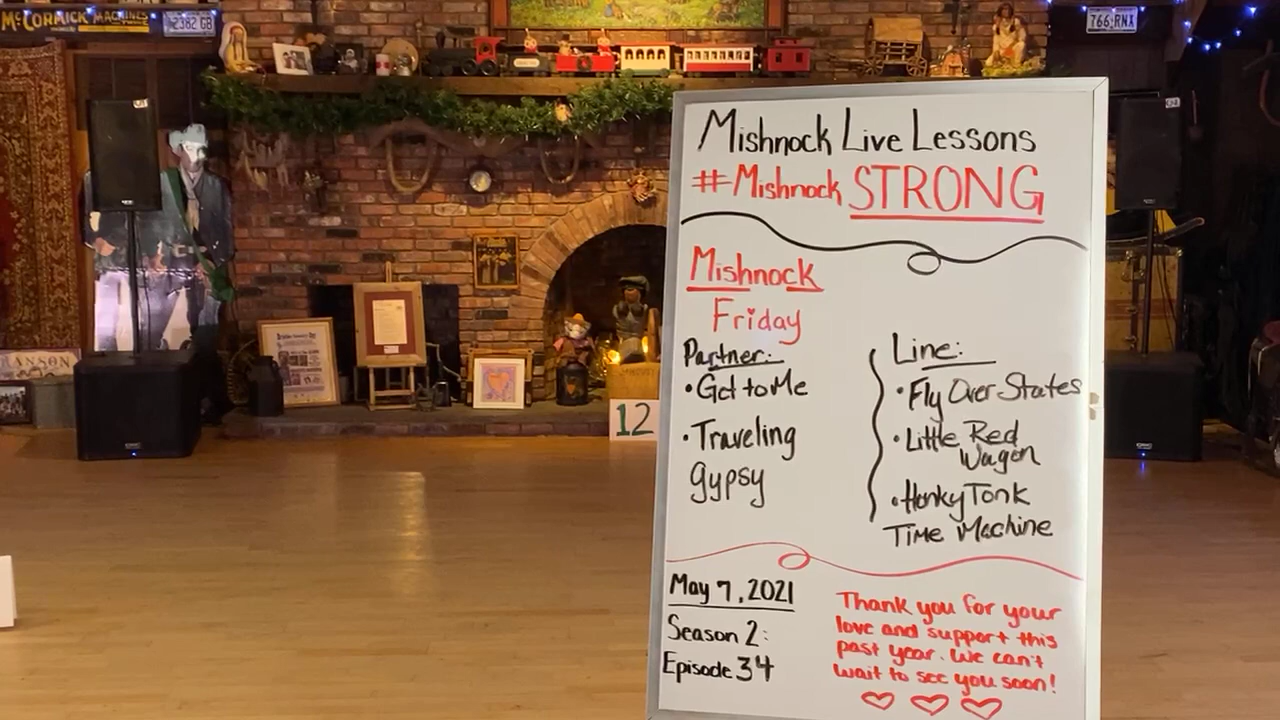 McCORMICK MACHINES
2382 GB
766 RNX
Mishnock Live Lessons
#Mishnock STRONG
Mishnock
Friday
Partner:
• Get to Me
• Traveling
gypsy
Line:
• Fly Over States
• Little Red
Wagon
• Honky Tonk
Time Machine
12
May 7, 2021
Season 2:
Episode 34
Thank you for your
love and support this
past year. We can't
wait to see you soon!